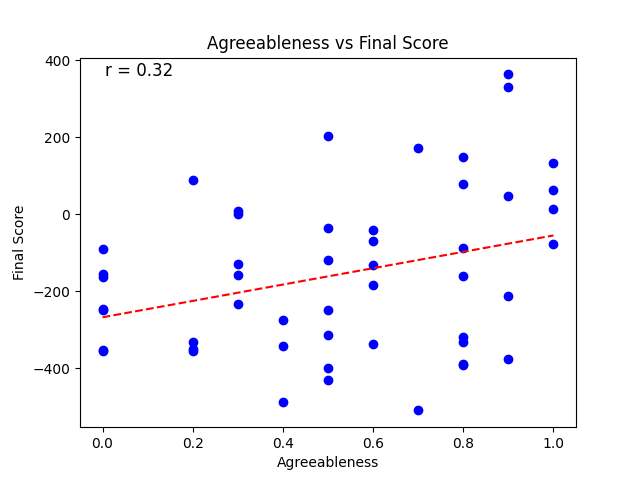 Agreeableness vs Final Score
r = 0.32
400
200
0
−200
−400
Final Score
0.0 0.2 0.4 0.6 0.8 1.0
Agreeableness